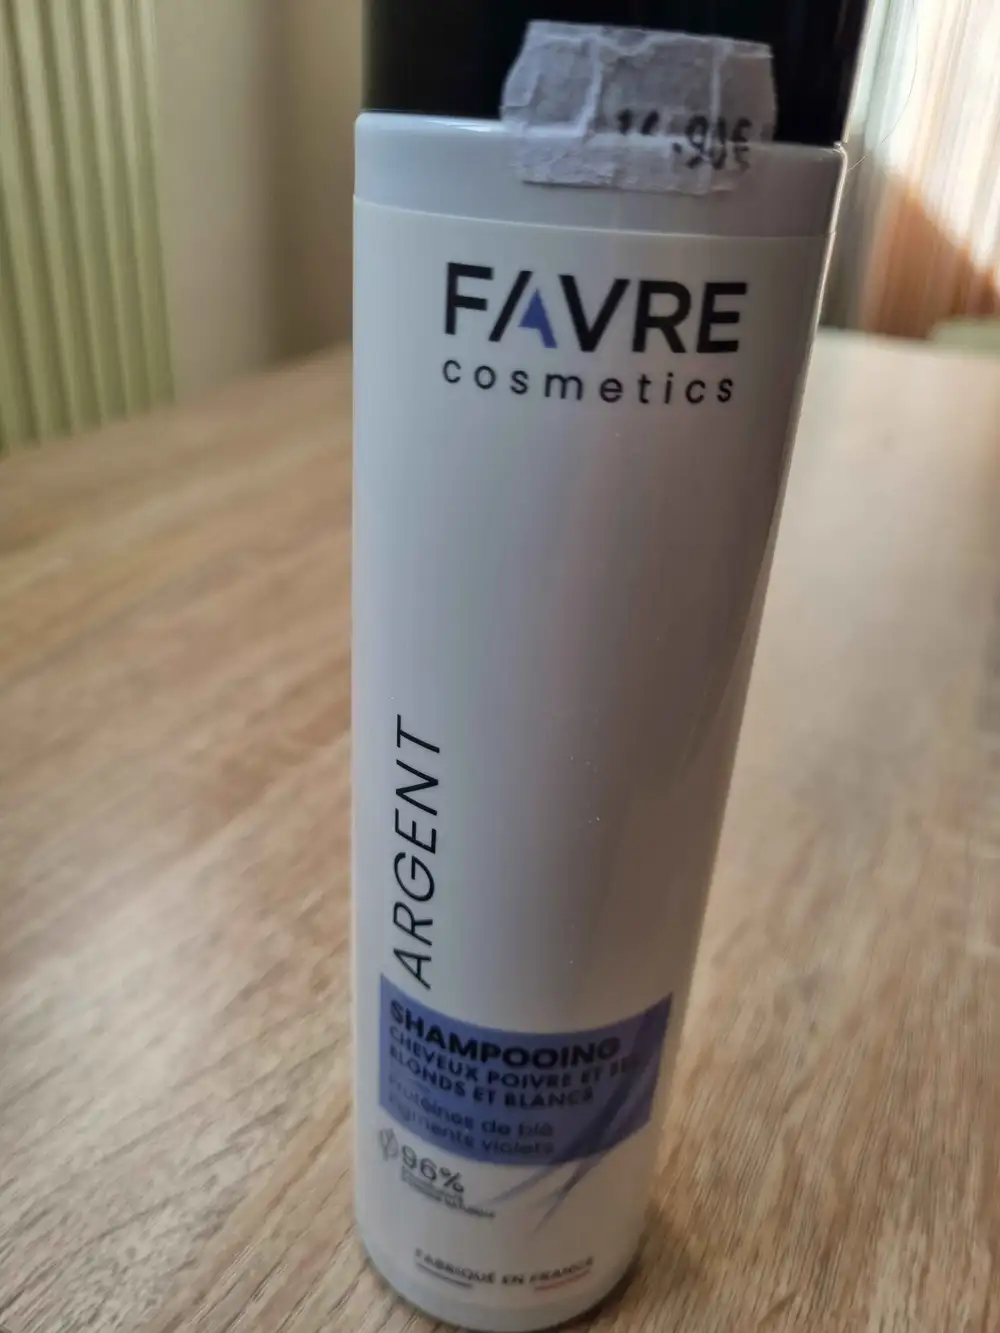 .90€
FAVRE
cosmetics
ARGENT
SHAMPOOING
CHEVEUX POIVRE ET SEL
BLONDS ET BLANCS
Protéines de blé
Pigments violets
96%
FABRIQUÉ EN FRANCE